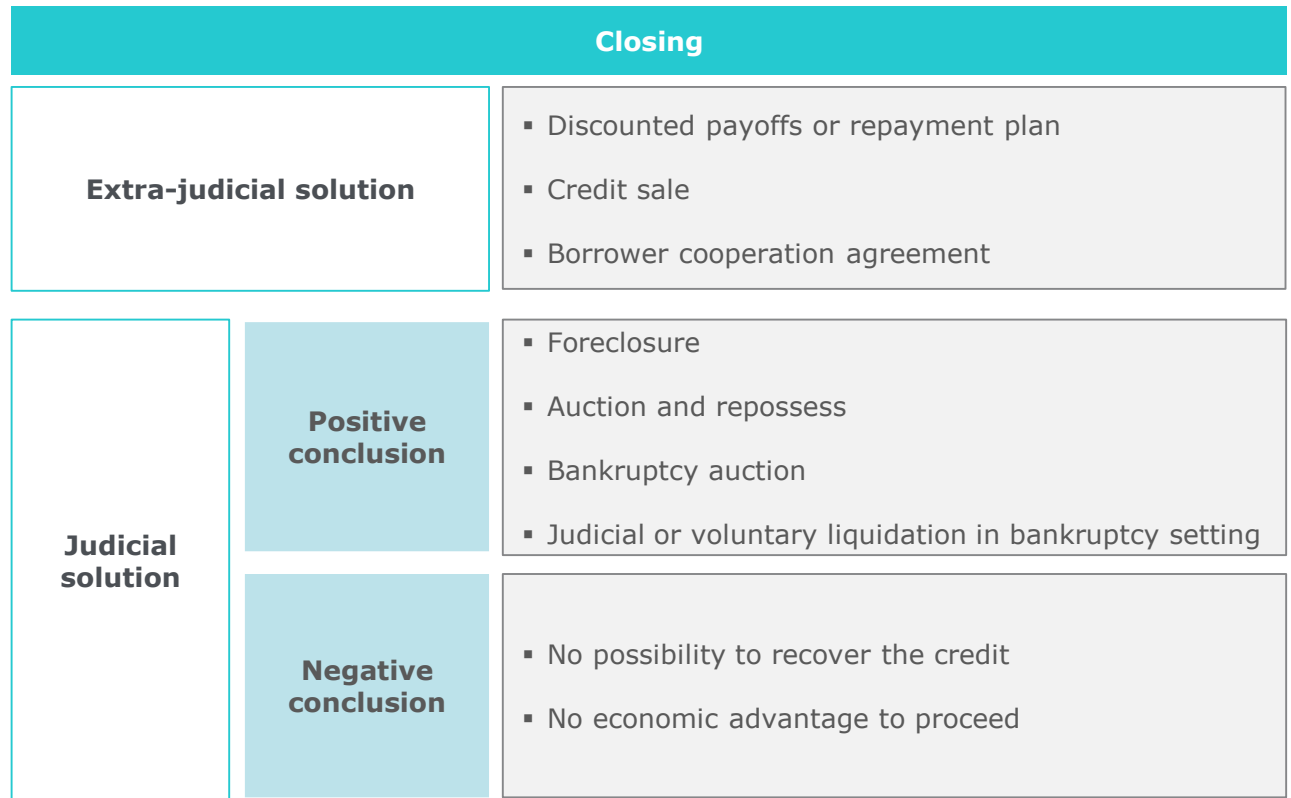 Closing
Extra-judicial solution
▪ Discounted payoffs or repayment plan
▪ Credit sale
▪ Borrower cooperation agreement
Judicial
solution
Positive
conclusion
▪ Foreclosure
▪ Auction and repossess
▪ Bankruptcy auction
▪ Judicial or voluntary liquidation in bankruptcy setting
Negative
conclusion
▪ No possibility to recover the credit
▪ No economic advantage to proceed